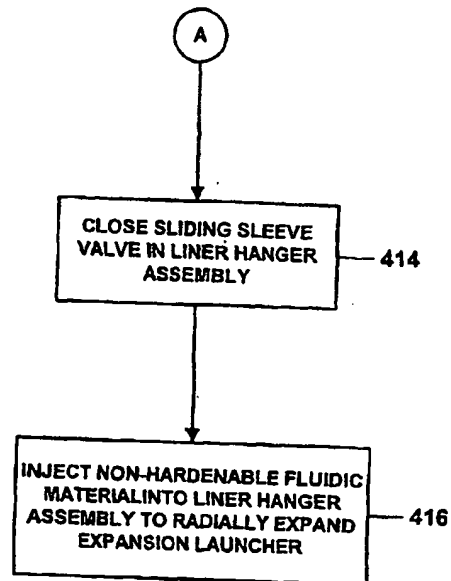 A
CLOSE SLIDING SLEEVE
VALVE IN LINER HANGER
ASSEMBLY
414
INJECT NON-HARDENABLE FLUIDIC
MATERIALINTO LINER HANGER
ASSEMBLY TO RADIALLY EXPAND
EXPANSION LAUNCHER
416